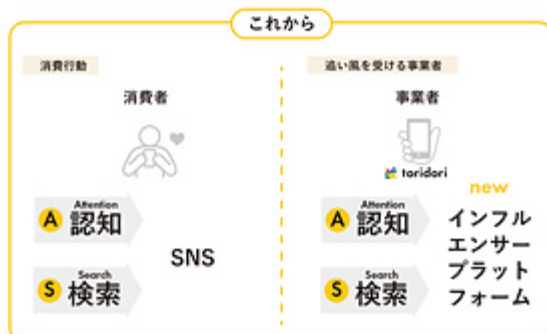 これから
消費行動
消費者
A
Attention
認知
S
Search
検索
SNS
追い風を受ける事業者
事業者
toridori
new
A
Attention
認知
S
Search
検索
インフル
エンサー
プラット
フォーム